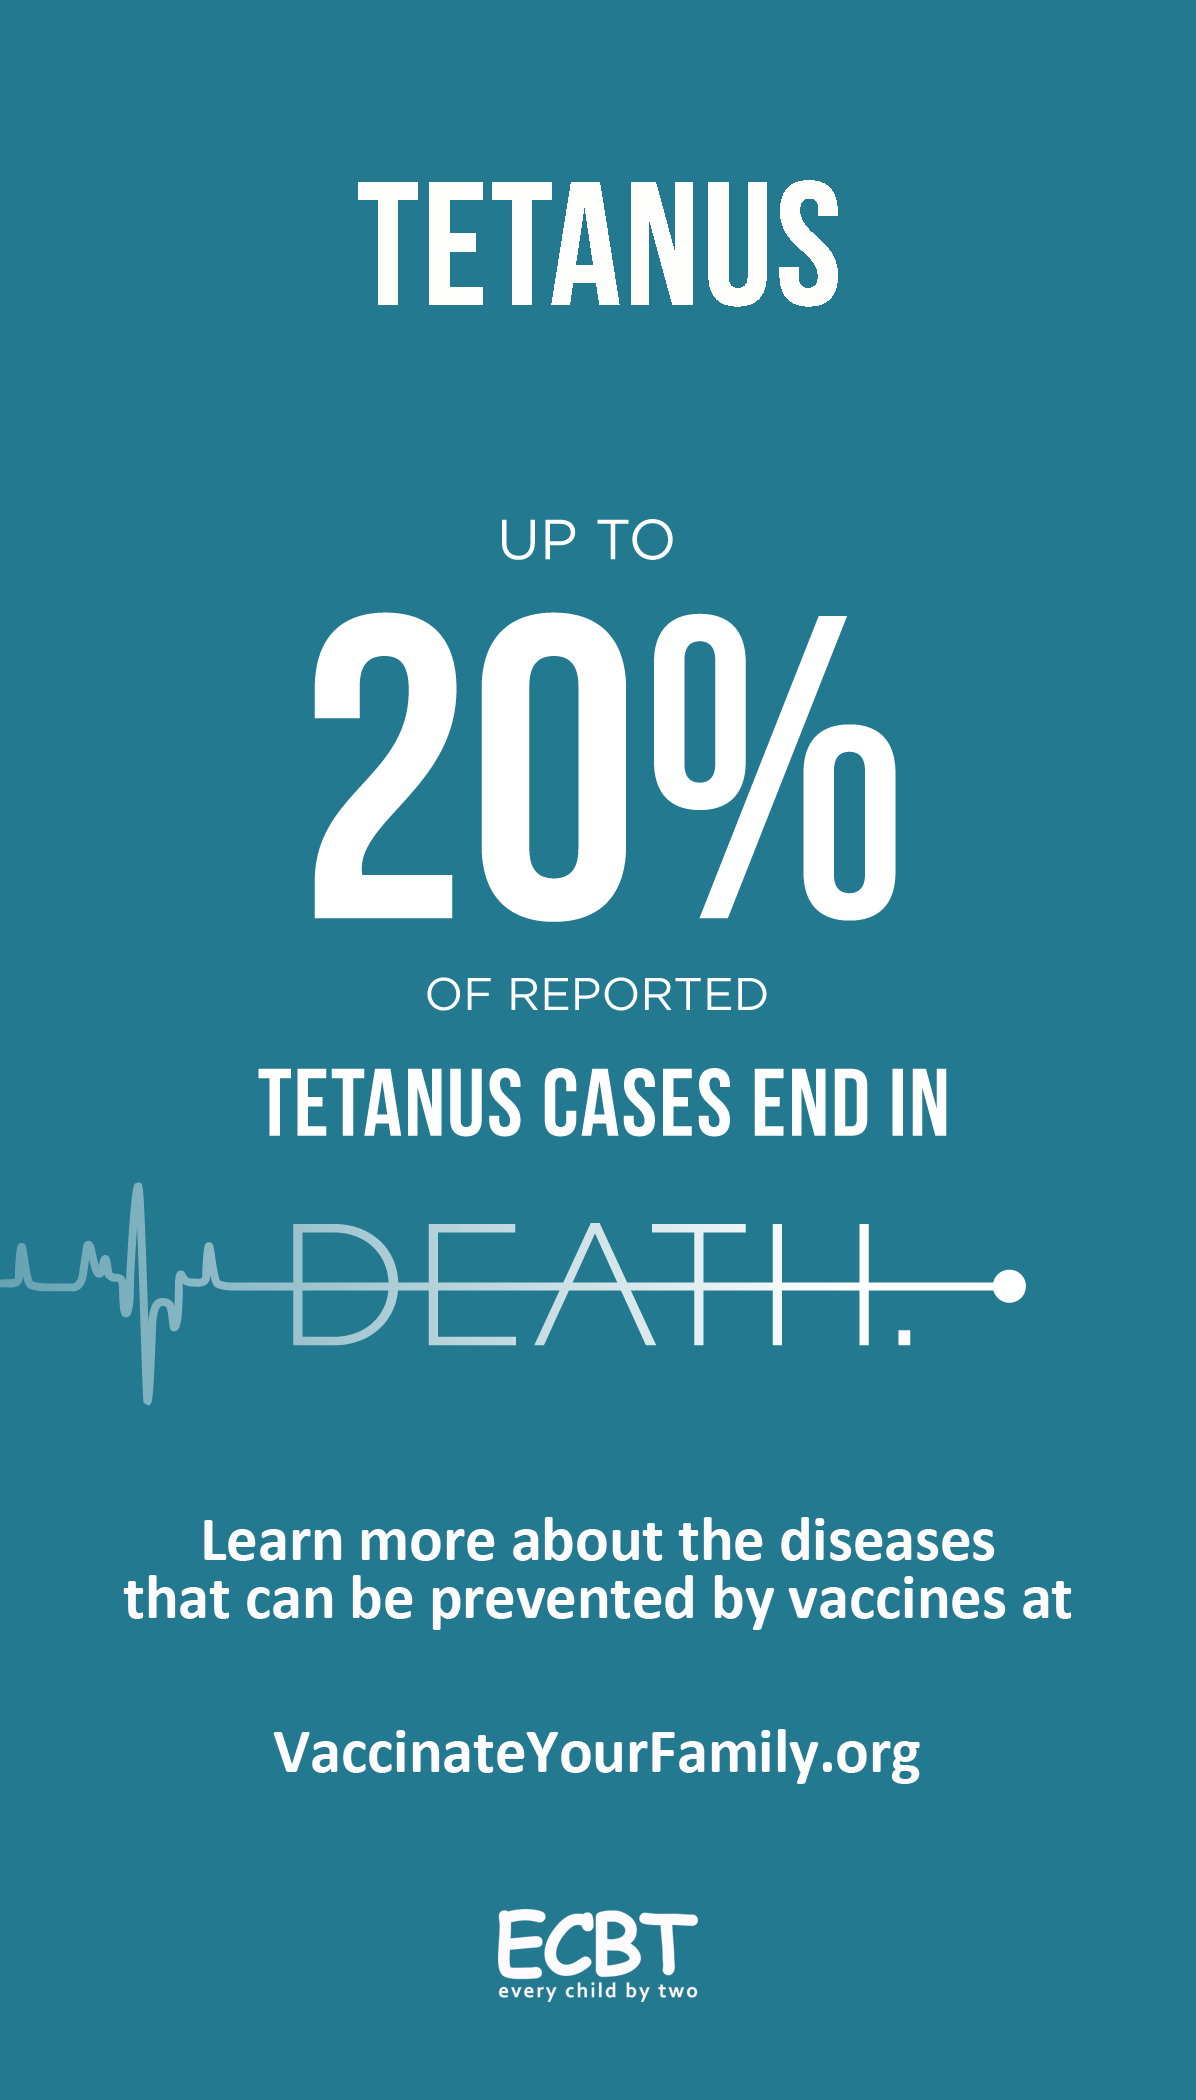 TETANUS
UP TO
20%
OF REPORTED
TETANUS CASES END IN
DEATH.
Learn more about the diseases
that can be prevented by vaccines at
VaccinateYourFamily.org
ECBT
every child by two